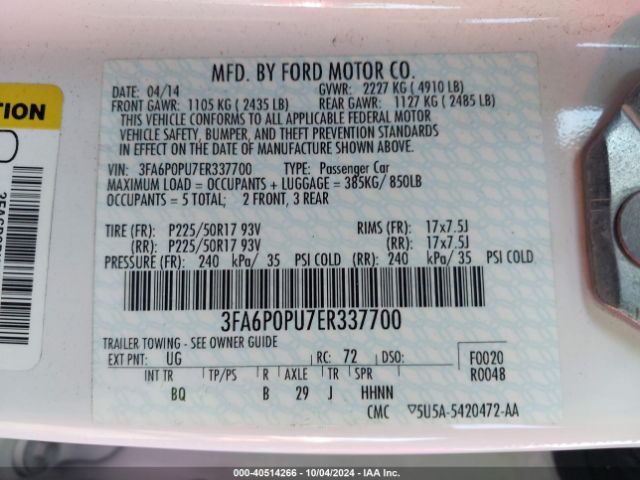 MFD. BY FORD MOTOR CO.
DATE: 04/14 GVWR: 2227 KG ( 4910 LB)
FRONT GAWR: 1105 KG ( 2435 LB) REAR GAWR: 1127 KG ( 2485 LB)
THIS VEHICLE CONFORMS TO ALL APPLICABLE FEDERAL MOTOR
VEHICLE SAFETY, BUMPER, AND THEFT PREVENTION STANDARDS
IN EFFECT ON THE DATE OF MANUFACTURE SHOWN ABOVE.
VIN: 3FA6P0PU7ER337700 TYPE: Passenger Car
MAXIMUM LOAD = OCCUPANTS + LUGGAGE = 385KG/ 850LB
OCCUPANTS = 5 TOTAL; 2 FRONT, 3 REAR
TIRE (FR): P225/50R17 93V RIMS (FR): 17x7.5J
(RR): P225/50R17 93V (RR): 17x7.5J
PRESSURE (FR): 240 kPa/ 35 PSI COLD (RR): 240 kPa/ 35 PSI COLD
3FA6P0PU7ER337700
TRAILER TOWING - SEE OWNER GUIDE
EXT PNT: UG RC: 72 DSO: F0020
R0048
INT TR TP/PS R AXLE TR SPR
BQ B 29 J HHNN
CMC ▽5U5A-5420472-AA
000-40514266 - 10/04/2024 - IAA Inc.